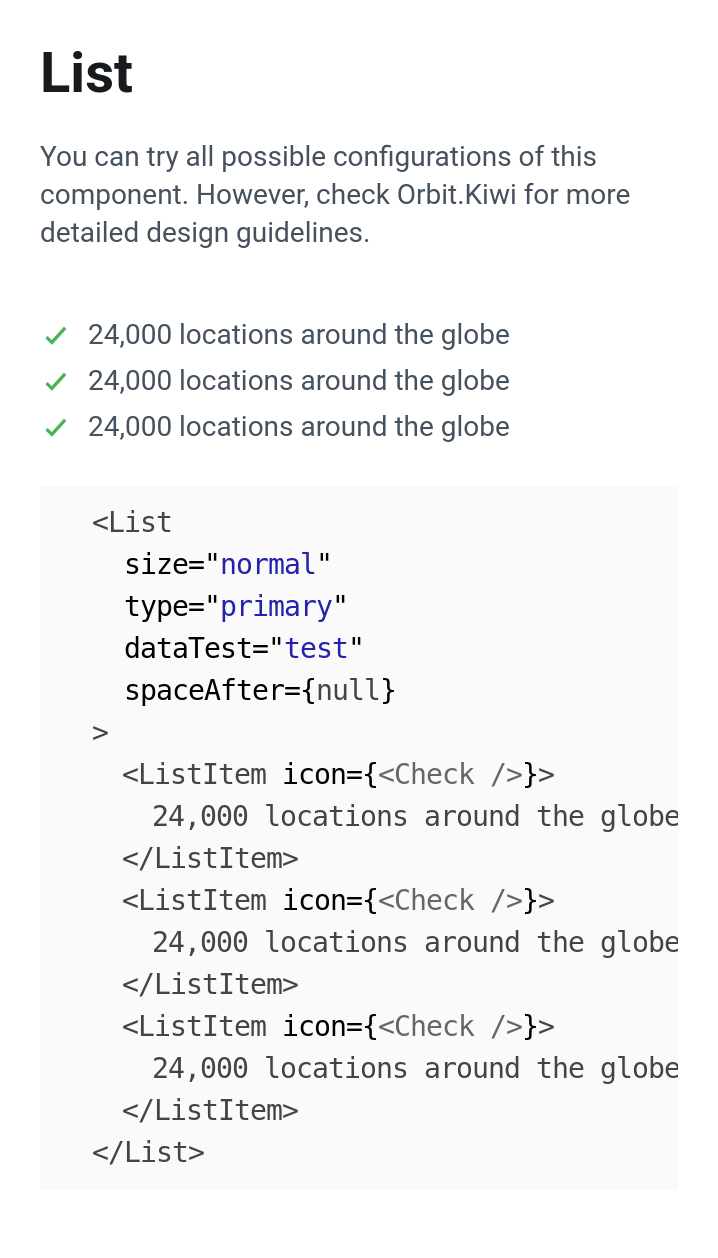 List
You can try all possible configurations of this
component. However, check Orbit.Kiwi for more
detailed design guidelines.
24,000 locations around the globe
24,000 locations around the globe
24,000 locations around the globe
<List
size="normal"
type="primary"
dataTest="test"
spaceAfter={null}
>
<ListItem icon={<Check />}>
24,000 locations around the globe
</ListItem>
<ListItem icon={<Check />}>
24,000 locations around the globe
</ListItem>
<ListItem icon={<Check />}>
24,000 locations around the globe
</ListItem>
</List>